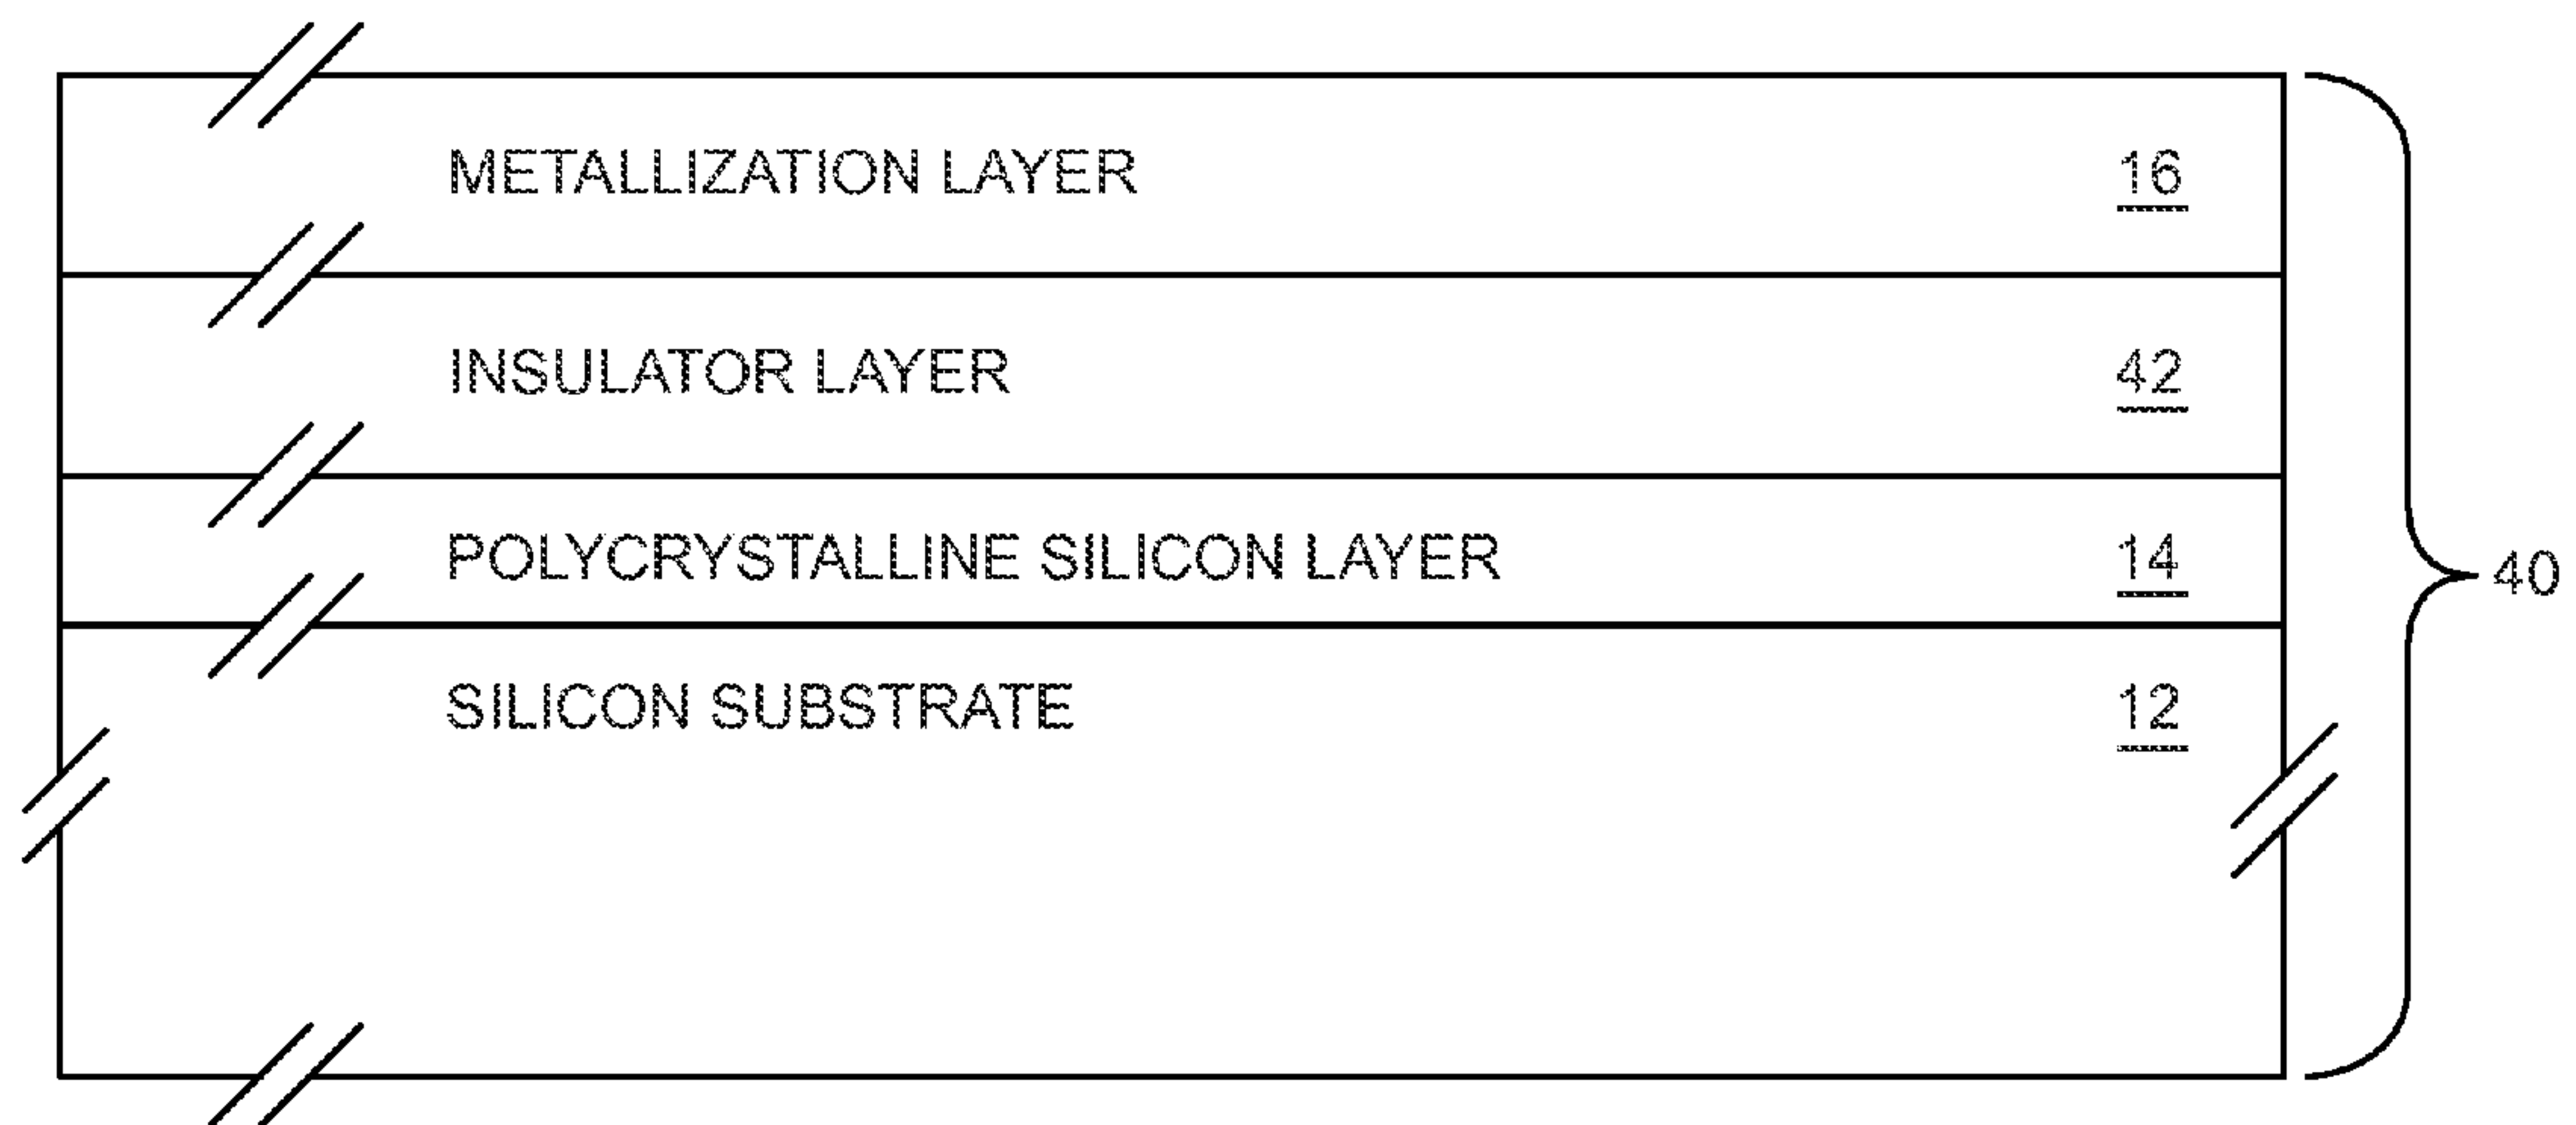 METALLIZATION LAYER 16
INSULATOR LAYER 42
POLYCRYSTALLINE SILICON LAYER 14
40
SILICON SUBSTRATE 12